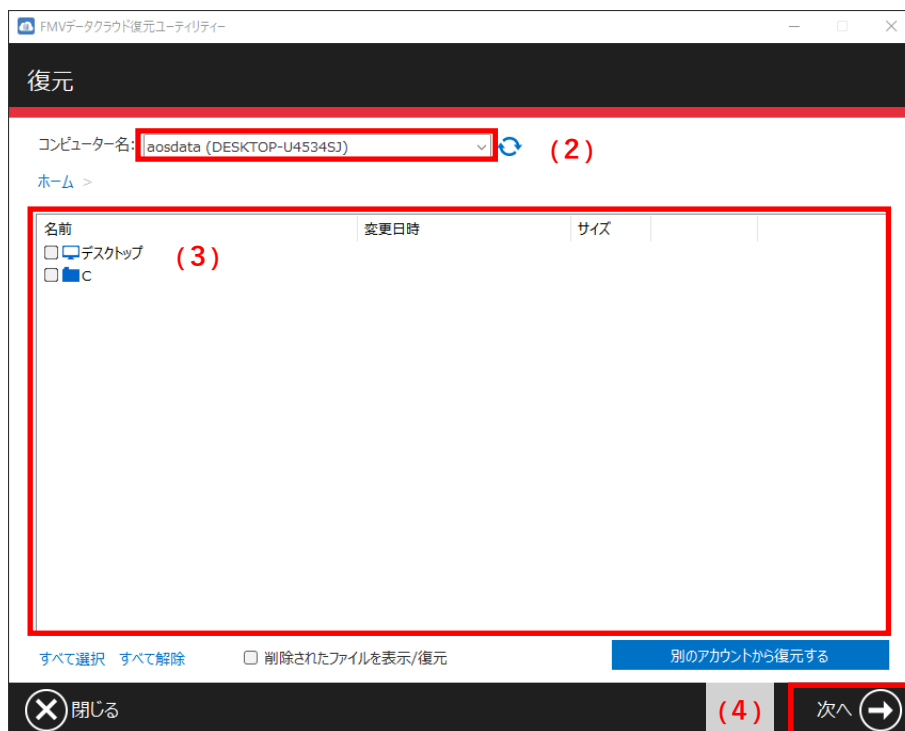 FMVデータクラウド復元ユーティリティー
復元
コンピューター名: aosdata (DESKTOP-U4534SJ) (2)
ホーム >
名前 変更日時 サイズ
デスクトップ (3)
C
すべて選択 すべて解除 削除されたファイルを表示/復元 別のアカウントから復元する
閉じる (4) 次へ